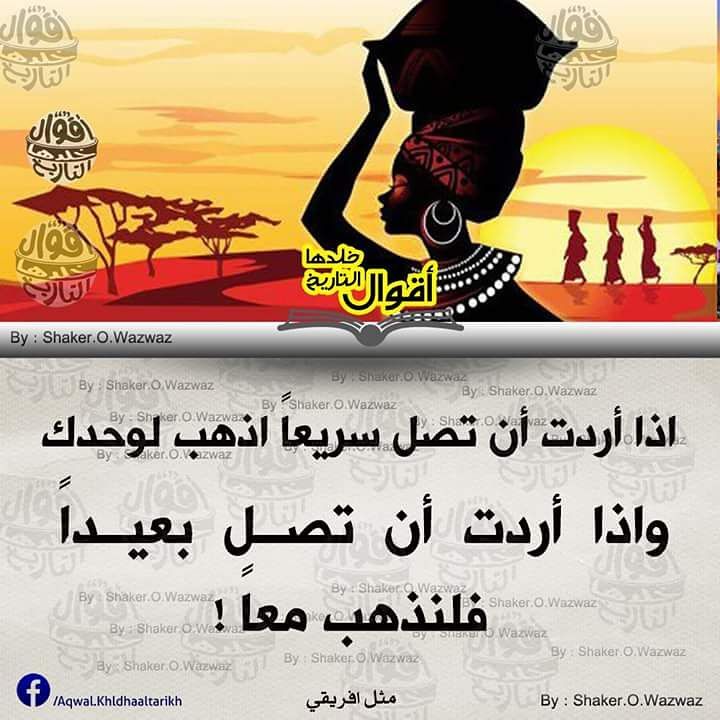 أقوال
خلدها
التاريخ
By : Shaker.O.Wazwaz
اذا أردت أن تصل سريعاً اذهب لوحدك
واذا أردت أن تصل بعيداً
فلنذهب معاً !
/Aqwal.Khldhaaltarikh
مثل افريقي
By : Shaker.O.Wazwaz